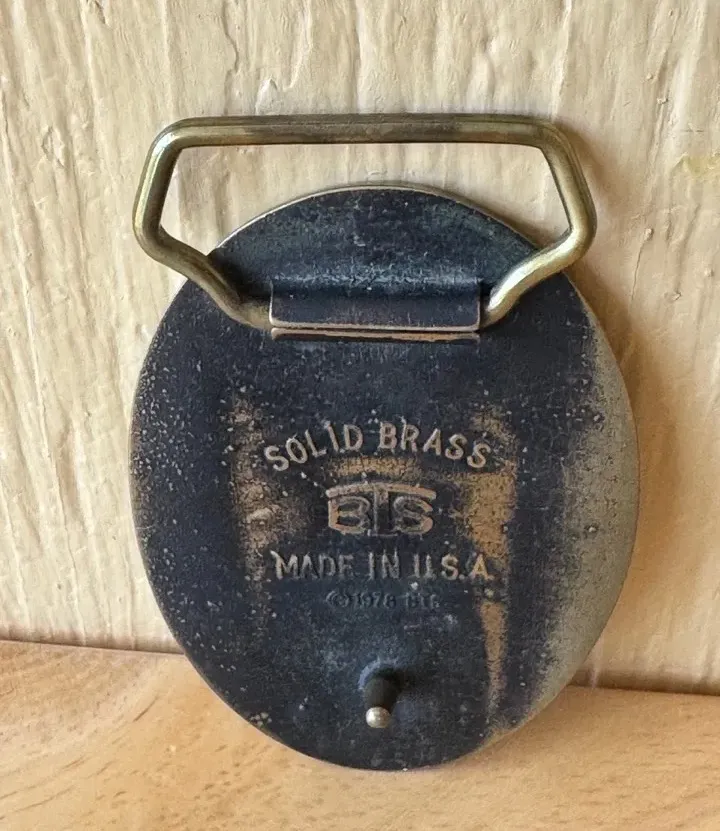 SOLID BRASS
BTS
MADE IN U.S.A.
© 1978 BTS